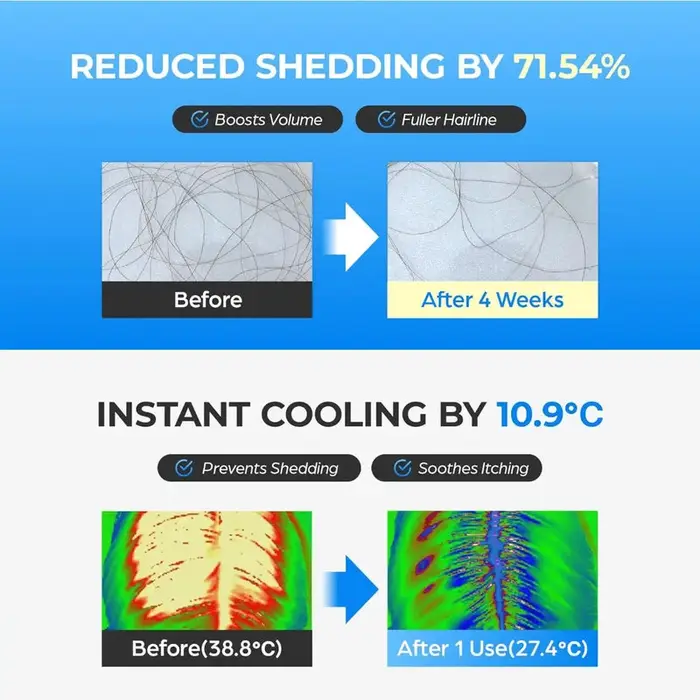 REDUCED SHEDDING BY 71.54%
Boosts Volume
Fuller Hairline
Before
After 4 Weeks
INSTANT COOLING BY 10.9°C
Prevents Shedding
Soothes Itching
Before(38.8°C)
After 1 Use(27.4°C)